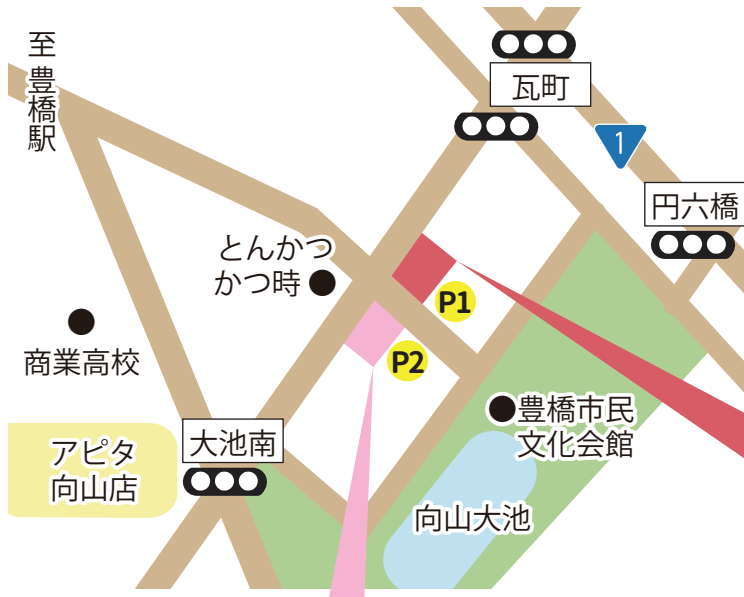 至 豊橋駅
瓦町
1
円六橋
とんかつ
かつ時
P1
商業高校
P2
豊橋市民
文化会館
大池南
アピタ
向山店
向山大池